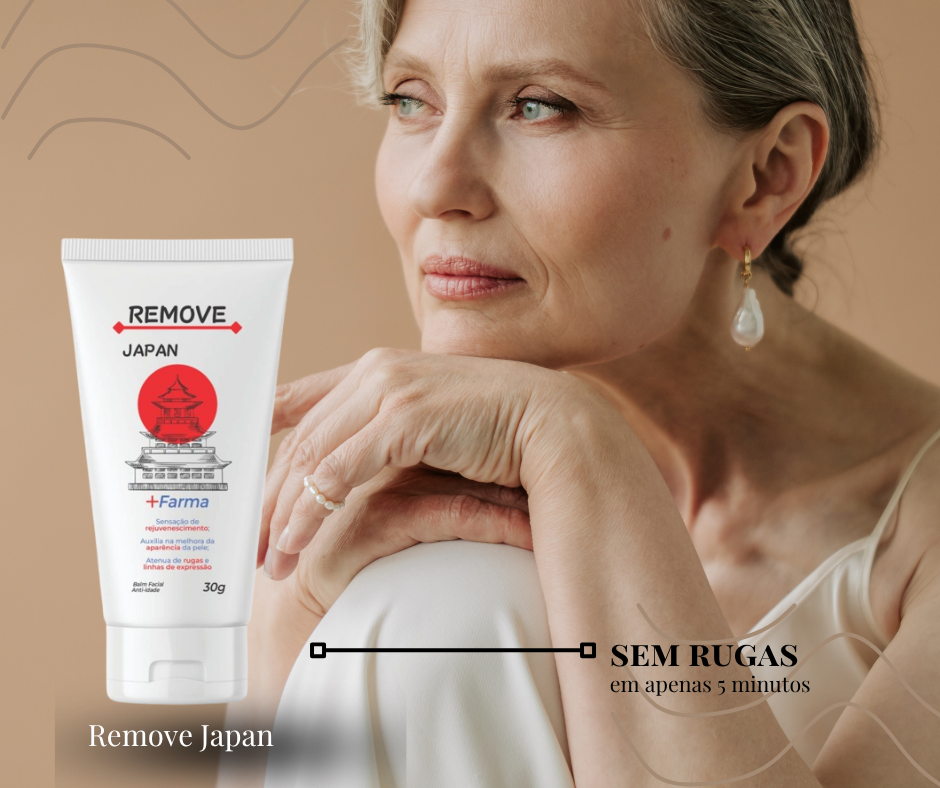 REMOVE
JAPAN
+Farma
Sensação de
rejuvenescimento;
Auxilia na melhora da
aparência da pele;
Atenua de rugas e
linhas de expressão
Balm Facial
Anti-idade
30g
SEM RUGAS
em apenas 5 minutos
Remove Japan